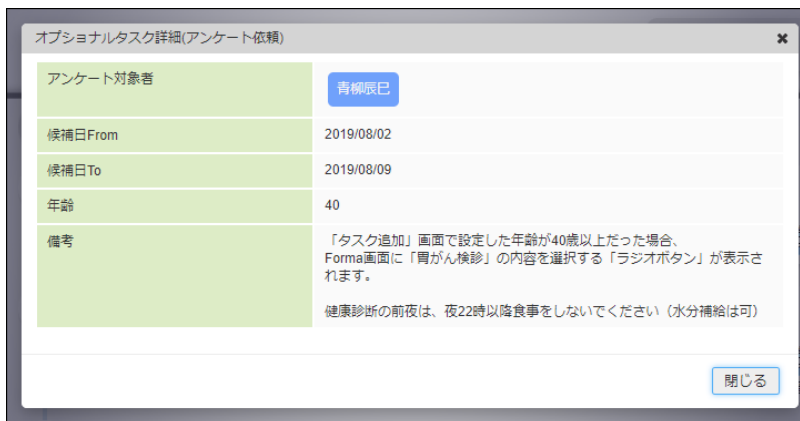 オプショナルタスク詳細(アンケート依頼)
アンケート対象者
青柳辰巳
候補日From
2019/08/02
候補日To
2019/08/09
年齢
40
備考
「タスク追加」画面で設定した年齢が40歳以上だった場合、
Forma画面に「胃がん検診」の内容を選択する「ラジオボタン」が表示さ
れます。
健康診断の前夜は、夜22時以降食事をしないでください（水分補給は可）
閉じる